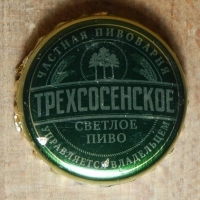 ЧАСТНАЯ ПИВОВАРНЯ
ТРЕХСОСЕНСКОЕ
СВЕТЛОЕ
ПИВО
УПРАВЛЯЕТСЯ ВЛАДЕЛЬЦЕМ